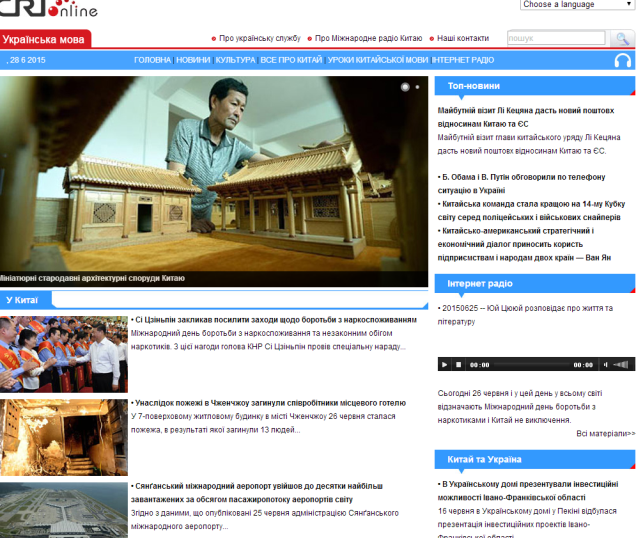 CRI online
Choose a language
Українська мова
Про українську службу
Про Міжнародне радіо Китаю
Наші контакти
пошук
, 28 6 2015
ГОЛОВНА | НОВИНИ | КУЛЬТУРА | ВСЕ ПРО КИТАЙ | УРОКИ КИТАЙСЬКОЇ МОВИ | ІНТЕРНЕТ РАДІО
Мініатюрні стародавні архітектурні споруди Китаю
У Китаї
• Сі Цзіньпін закликав посилити заходи щодо боротьби з наркоспоживанням
Міжнародний день боротьби з наркоспоживання та незаконним обігом
наркотиків. З цієї нагоди голова КНР Сі Цзіньпін провів спеціальну нараду...
• Унаслідок пожежі в Чженчжоу загинули співробітники місцевого готелю
У 7-поверховому житловому будинку в місті Чженчжоу 26 червня сталася
пожежа, в результаті якої загинули 13 людей...
• Сянґанський міжнародний аеропорт увійшов до десятки найбільш
завантажених за обсягом пасажиропотоку аеропортів світу
Згідно з даними, що опубліковані 25 червня адміністрацією Сянґанського
міжнародного аеропорту...
Топ-новини
Майбутній візит Лі Кецяна дасть новий поштовх
відносинам Китаю та ЄС
Майбутній візит глави китайського уряду Лі Кецяна
дасть новий поштовх відносинам Китаю та ЄС.
• Б. Обама і В. Путін обговорили по телефону
ситуацію в Україні
• Китайська команда стала кращою на 14-му Кубку
світу серед поліцейських і військових снайперів
• Китайсько-американський стратегічний і
економічний діалог приносить користь
підприємствам і народам двох країн — Ван Ян
Інтернет радіо
• 20150625 -- Юй Цююй розповідає про життя та
літературу
00:00 00:00
Сьогодні 26 червня і у цей день у всьому світі
відзначають Міжнародний день боротьби з
наркотиками і Китай не виключення.
Всі матеріали>>
Китай та Україна
• В Українському домі презентували інвестиційні
можливості Івано-Франківської області
16 червня в Українському домі у Пекіні відбулася
презентація інвестиційних проектів Івано-
Франківської області